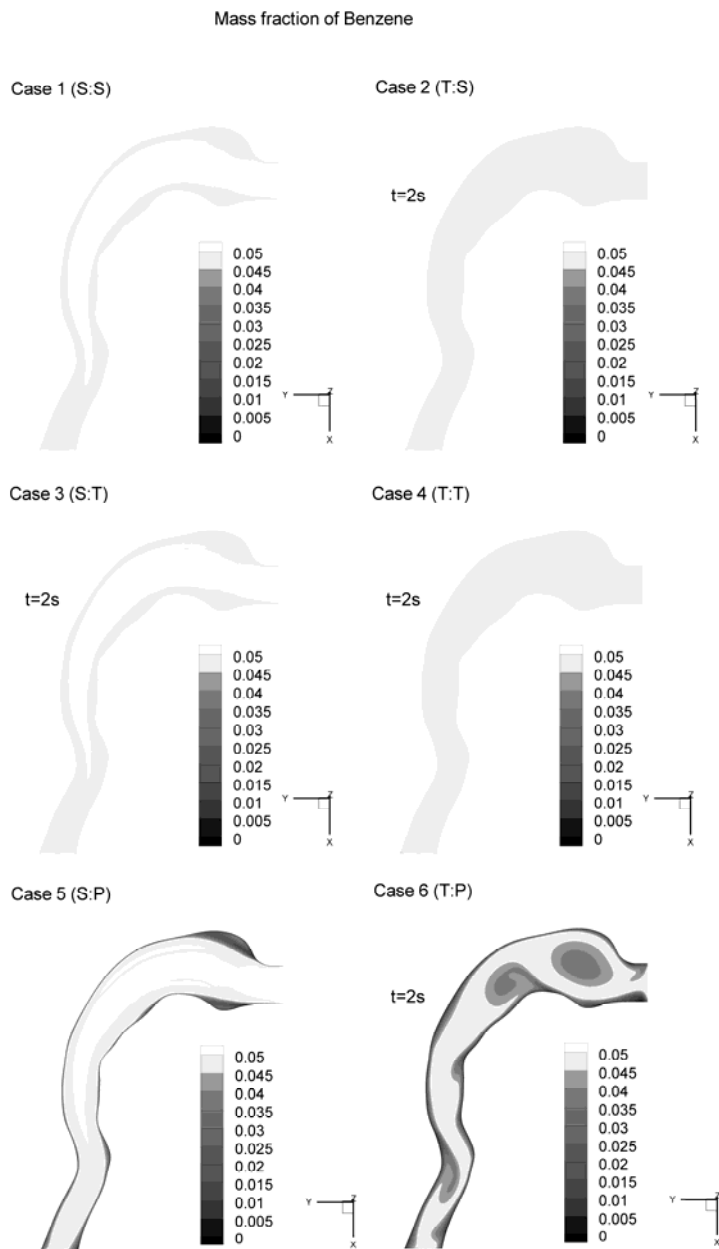 Mass fraction of Benzene
Case 1 (S:S)
0.05
0.045
0.04
0.035
0.03
0.025
0.02
0.015
0.01
0.005
0
Y
Z
X
Case 2 (T:S)
t=2s
0.05
0.045
0.04
0.035
0.03
0.025
0.02
0.015
0.01
0.005
0
Y
Z
X
Case 3 (S:T)
t=2s
0.05
0.045
0.04
0.035
0.03
0.025
0.02
0.015
0.01
0.005
0
Y
Z
X
Case 4 (T:T)
t=2s
0.05
0.045
0.04
0.035
0.03
0.025
0.02
0.015
0.01
0.005
0
Y
Z
X
Case 5 (S:P)
0.05
0.045
0.04
0.035
0.03
0.025
0.02
0.015
0.01
0.005
0
Y
Z
X
Case 6 (T:P)
t=2s
0.05
0.045
0.04
0.035
0.03
0.025
0.02
0.015
0.01
0.005
0
Y
Z
X